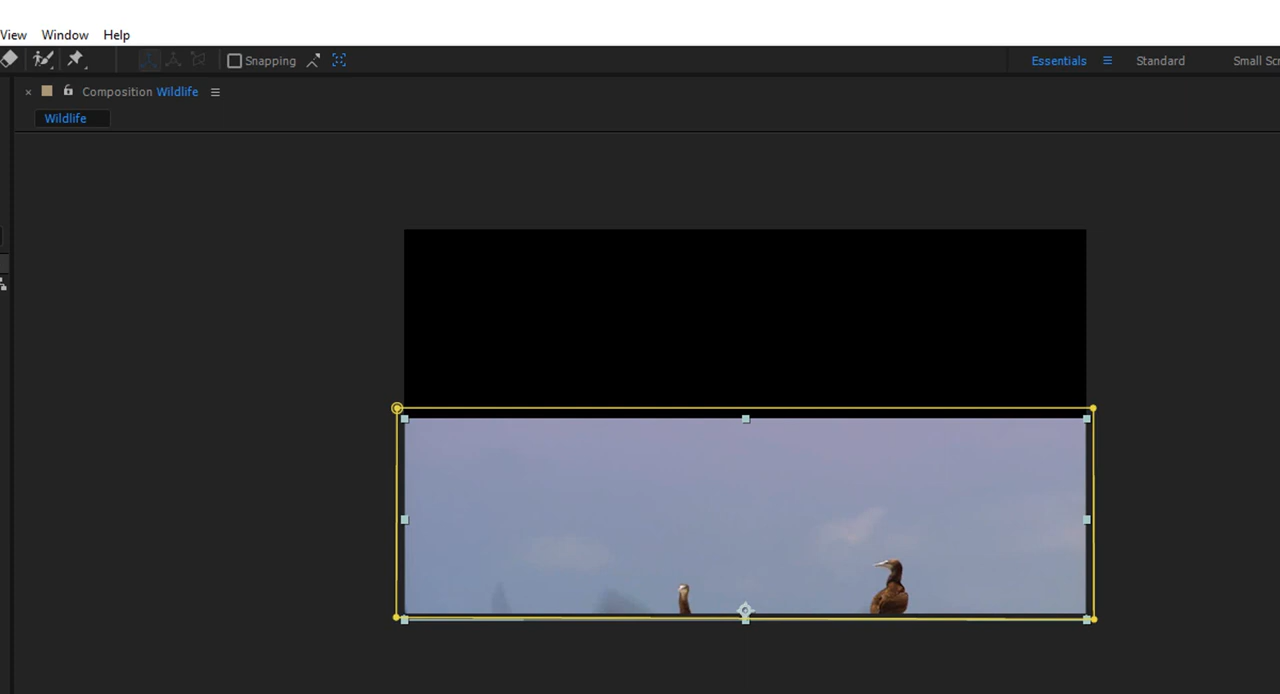 View Window Help
Snapping Essentials Standard
Composition Wildlife
Wildlife